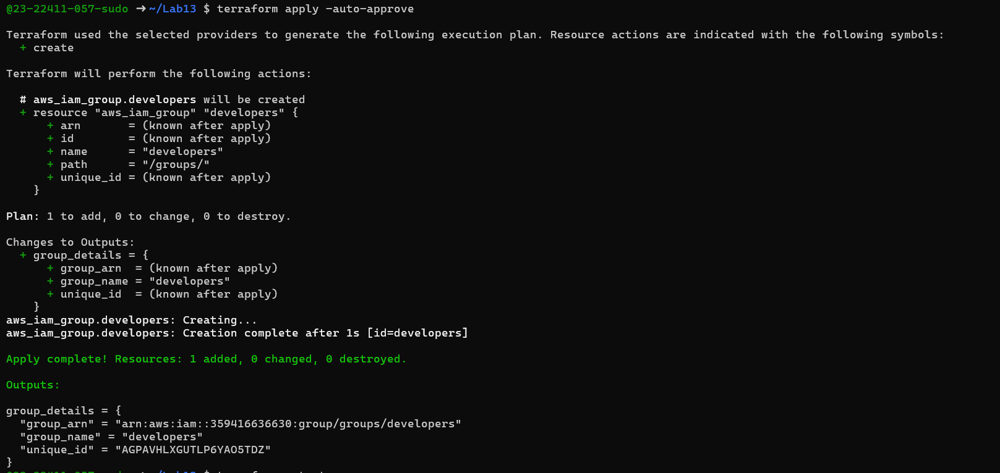 @23-22411-057-sudo → ~/Lab13 $ terraform apply -auto-approve
Terraform used the selected providers to generate the following execution plan. Resource actions are indicated with the following symbols:
  + create
Terraform will perform the following actions:
  # aws_iam_group.developers will be created
  + resource "aws_iam_group" "developers" {
      + arn       = (known after apply)
      + id        = (known after apply)
      + name      = "developers"
      + path      = "/groups/"
      + unique_id = (known after apply)
    }
Plan: 1 to add, 0 to change, 0 to destroy.
Changes to Outputs:
  + group_details = {
      + group_arn  = (known after apply)
      + group_name = "developers"
      + unique_id  = (known after apply)
    }
aws_iam_group.developers: Creating...
aws_iam_group.developers: Creation complete after 1s [id=developers]
Apply complete! Resources: 1 added, 0 changed, 0 destroyed.
Outputs:
group_details = {
  "group_arn" = "arn:aws:iam::359416636630:group/groups/developers"
  "group_name" = "developers"
  "unique_id" = "AGPAVHLXGUTLP6YAO5TDZ"
}